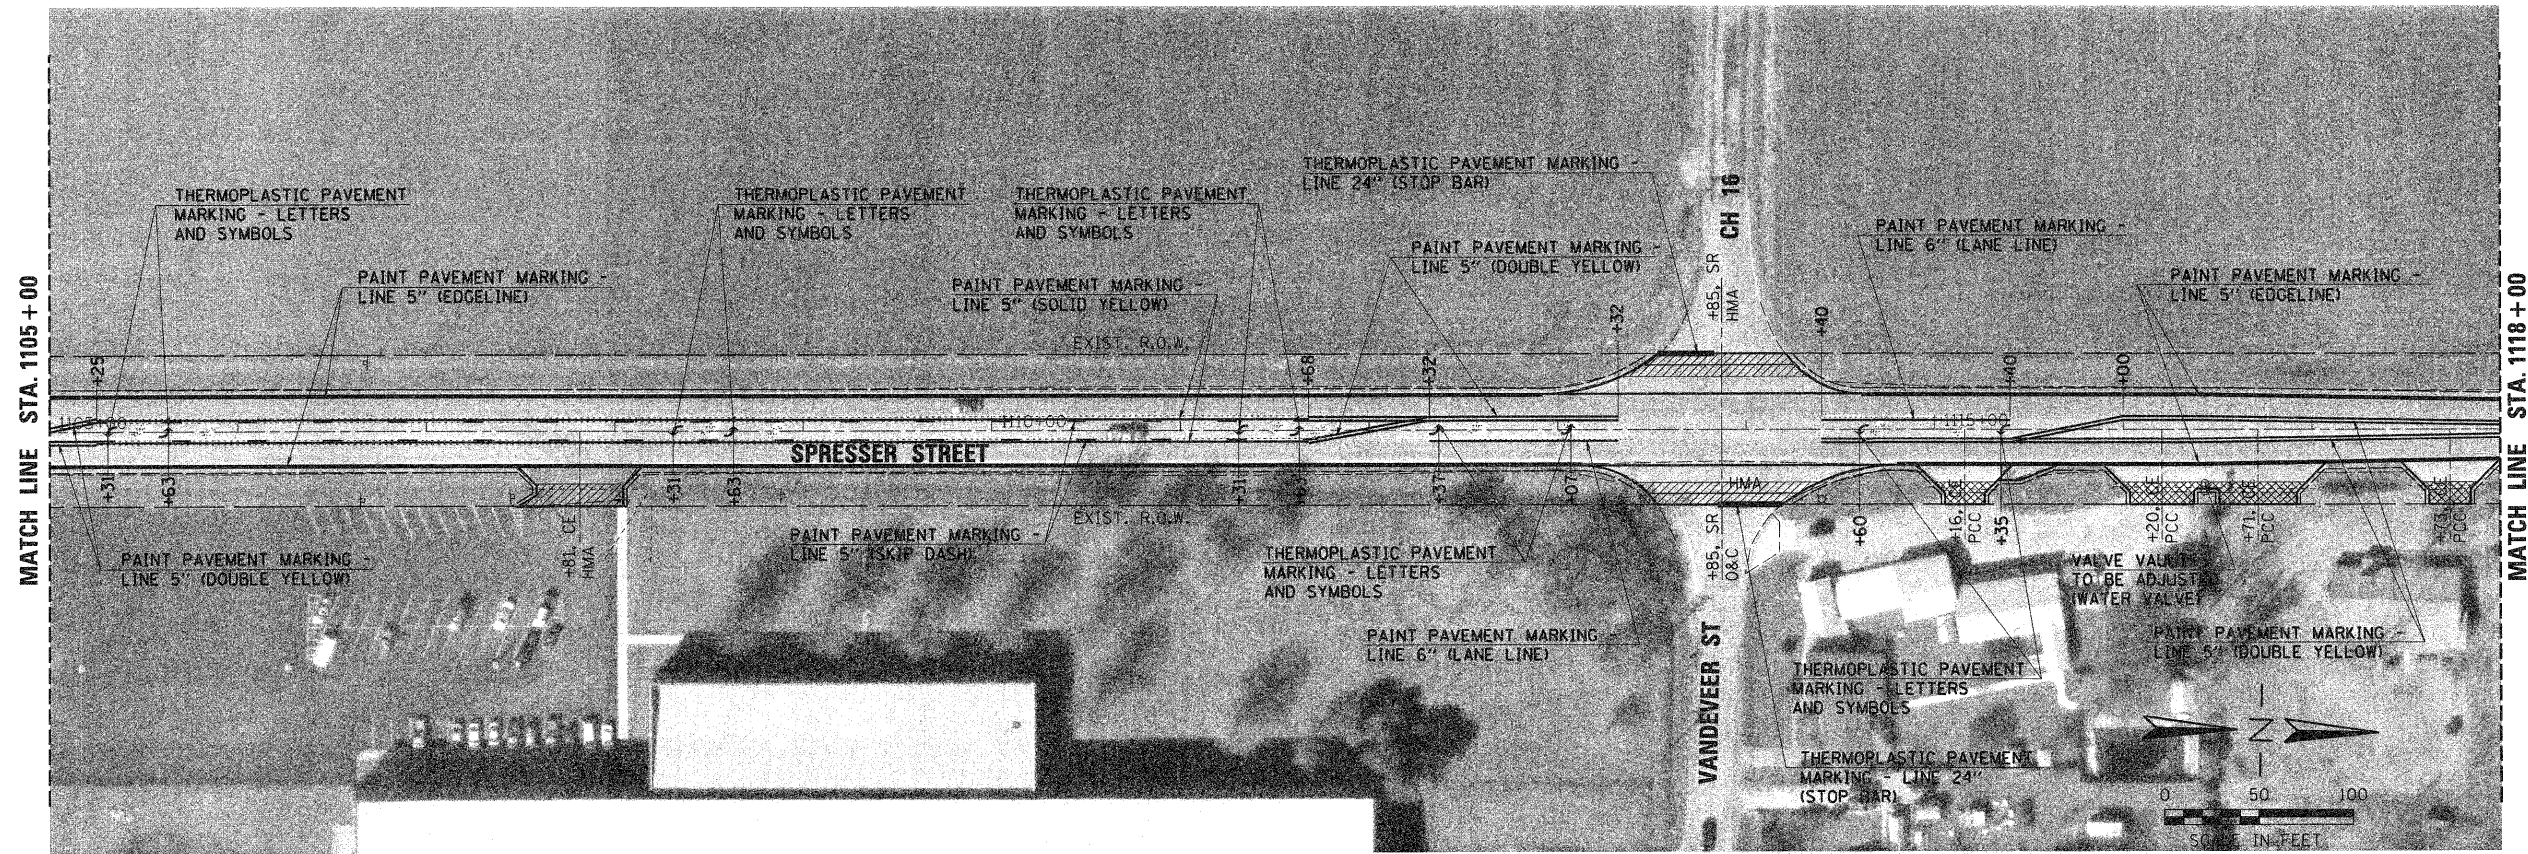 MATCH LINE STA. 1105+00
THERMOPLASTIC PAVEMENT
MARKING - LETTERS
AND SYMBOLS
PAINT PAVEMENT MARKING -
LINE 5" (EDGELINE)
THERMOPLASTIC PAVEMENT
MARKING - LETTERS
AND SYMBOLS
THERMOPLASTIC PAVEMENT
MARKING - LETTERS
AND SYMBOLS
PAINT PAVEMENT MARKING -
LINE 5" (SOLID YELLOW)
EXIST. R.O.W.
THERMOPLASTIC PAVEMENT MARKING -
LINE 24" (STOP BAR)
PAINT PAVEMENT MARKING -
LINE 5" (DOUBLE YELLOW)
CH 16
+85, SR
HMA
PAINT PAVEMENT MARKING -
LINE 6" (LANE LINE)
PAINT PAVEMENT MARKING -
LINE 5" (EDGELINE)
MATCH LINE STA. 1118+00
+25
+68
+32
+32
+40
+40
+00
1110+00
1115+00
SPRESSER STREET
+31
+63
+31
+63
+31
+37
+07
HMA
+60
+16, CE
PCC
+35
+20, CE
PCC
+71, CE
PCC
+73, CE
PCC
+81, CE
HMA
EXIST. R.O.W.
+85, SR
O&C
PAINT PAVEMENT MARKING -
LINE 5" (DOUBLE YELLOW)
PAINT PAVEMENT MARKING -
LINE 5" (SKIP DASH)
THERMOPLASTIC PAVEMENT
MARKING - LETTERS
AND SYMBOLS
PAINT PAVEMENT MARKING -
LINE 6" (LANE LINE)
VANDEVEER ST
VALVE VAULTS
TO BE ADJUSTED
(WATER VALVE)
PAINT PAVEMENT MARKING -
LINE 5" (DOUBLE YELLOW)
THERMOPLASTIC PAVEMENT
MARKING - LETTERS
AND SYMBOLS
THERMOPLASTIC PAVEMENT
MARKING - LINE 24"
(STOP BAR)
N
0 50 100
SCALE IN FEET